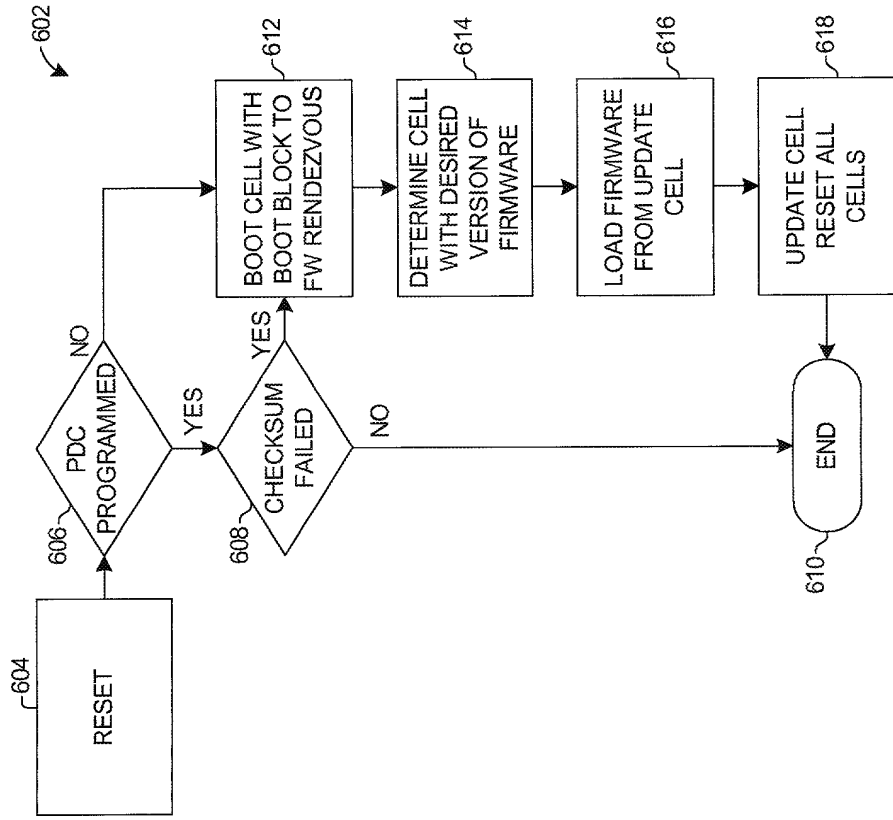 602
604
RESET
606
PDC
PROGRAMMED
NO
YES
608
CHECKSUM
FAILED
YES
NO
612
BOOT CELL WITH
BOOT BLOCK TO
FW RENDEZVOUS
614
DETERMINE CELL
WITH DESIRED
VERSION OF
FIRMWARE
616
LOAD FIRMWARE
FROM UPDATE
CELL
618
UPDATE CELL
RESET ALL
CELLS
END
610